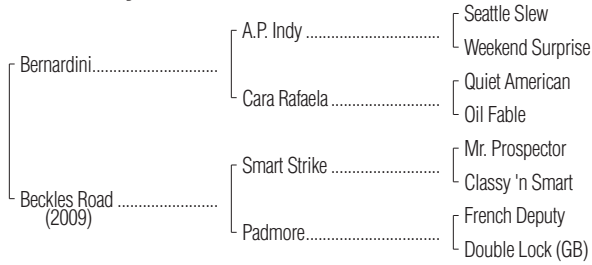 Seattle Slew
A.P. Indy ..............................
Weekend Surprise
Bernardini............................
Quiet American
Cara Rafaela ........................
Oil Fable
Mr. Prospector
Smart Strike .........................
Classy 'n Smart
Beckles Road ......................
(2009)
French Deputy
Padmore..............................
Double Lock (GB)